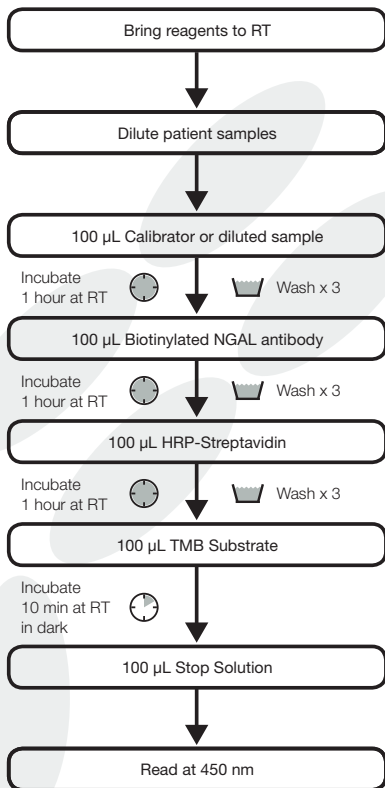 Bring reagents to RT
Dilute patient samples
100 µL Calibrator or diluted sample
Incubate
1 hour at RT
Wash x 3
100 µL Biotinylated NGAL antibody
Incubate
1 hour at RT
Wash x 3
100 µL HRP-Streptavidin
Incubate
1 hour at RT
Wash x 3
100 µL TMB Substrate
Incubate
10 min at RT
in dark
100 µL Stop Solution
Read at 450 nm